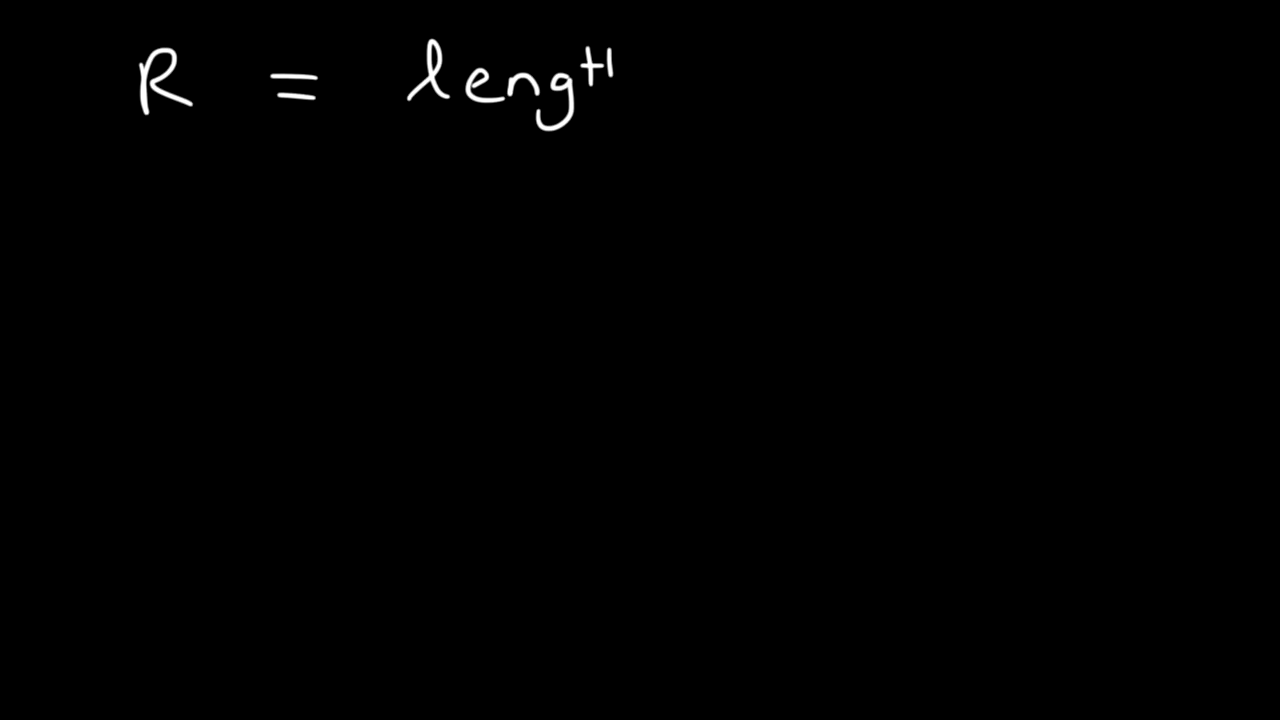 R = lengt